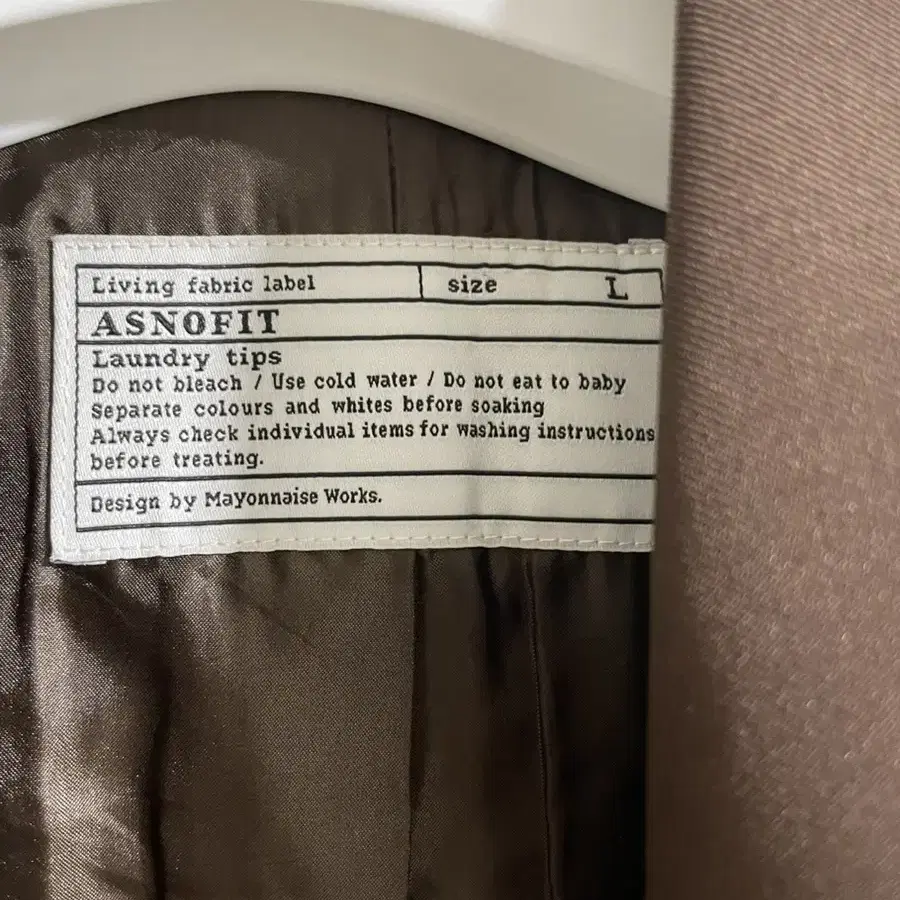 Living fabric label size L
ASNOFIT
Laundry tips
Do not bleach / Use cold water / Do not eat to baby
Separate colours and whites before soaking
Always check individual items for washing instructions
before treating.
Design by Mayonnaise Works.